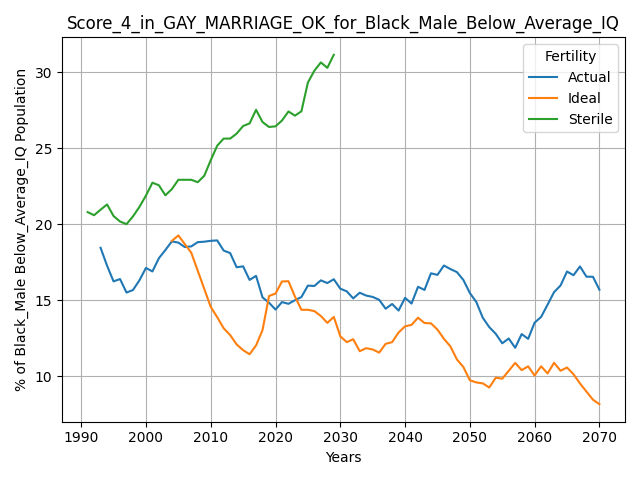 Score_4_in_GAY_MARRIAGE_OK_for_Black_Male_Below_Average_IQ
% of Black_Male Below_Average_IQ Population
30
25
20
15
10
Fertility
Actual
Ideal
Sterile
1990 2000 2010 2020 2030 2040 2050 2060 2070
Years